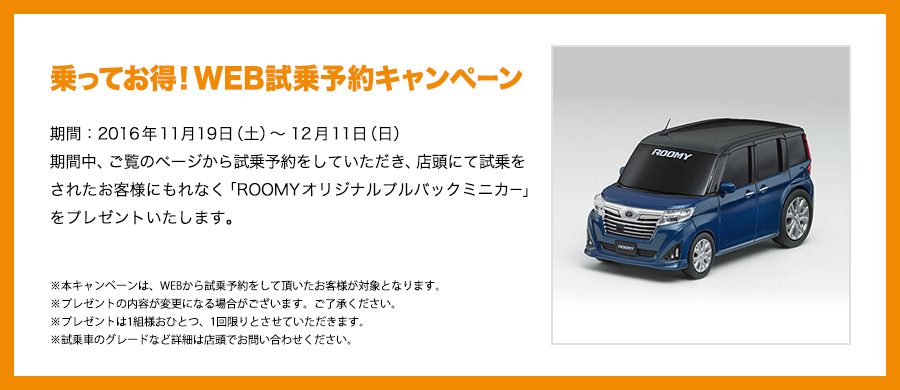 乗ってお得！WEB試乗予約キャンペーン
期間：2016年11月19日（土）～12月11日（日）
期間中、ご覧のページから試乗予約をしていただき、店頭にて試乗を
されたお客様にもれなく「ROOMYオリジナルプルバックミニカー」
をプレゼントいたします。
※本キャンペーンは、WEBから試乗予約をして頂いたお客様が対象となります。
※プレゼントの内容が変更になる場合がございます。ご了承ください。
※プレゼントは1組様おひとつ、1回限りとさせていただきます。
※試乗車のグレードなど詳細は店頭でお問い合わせください。
ROOMY
ROOMY